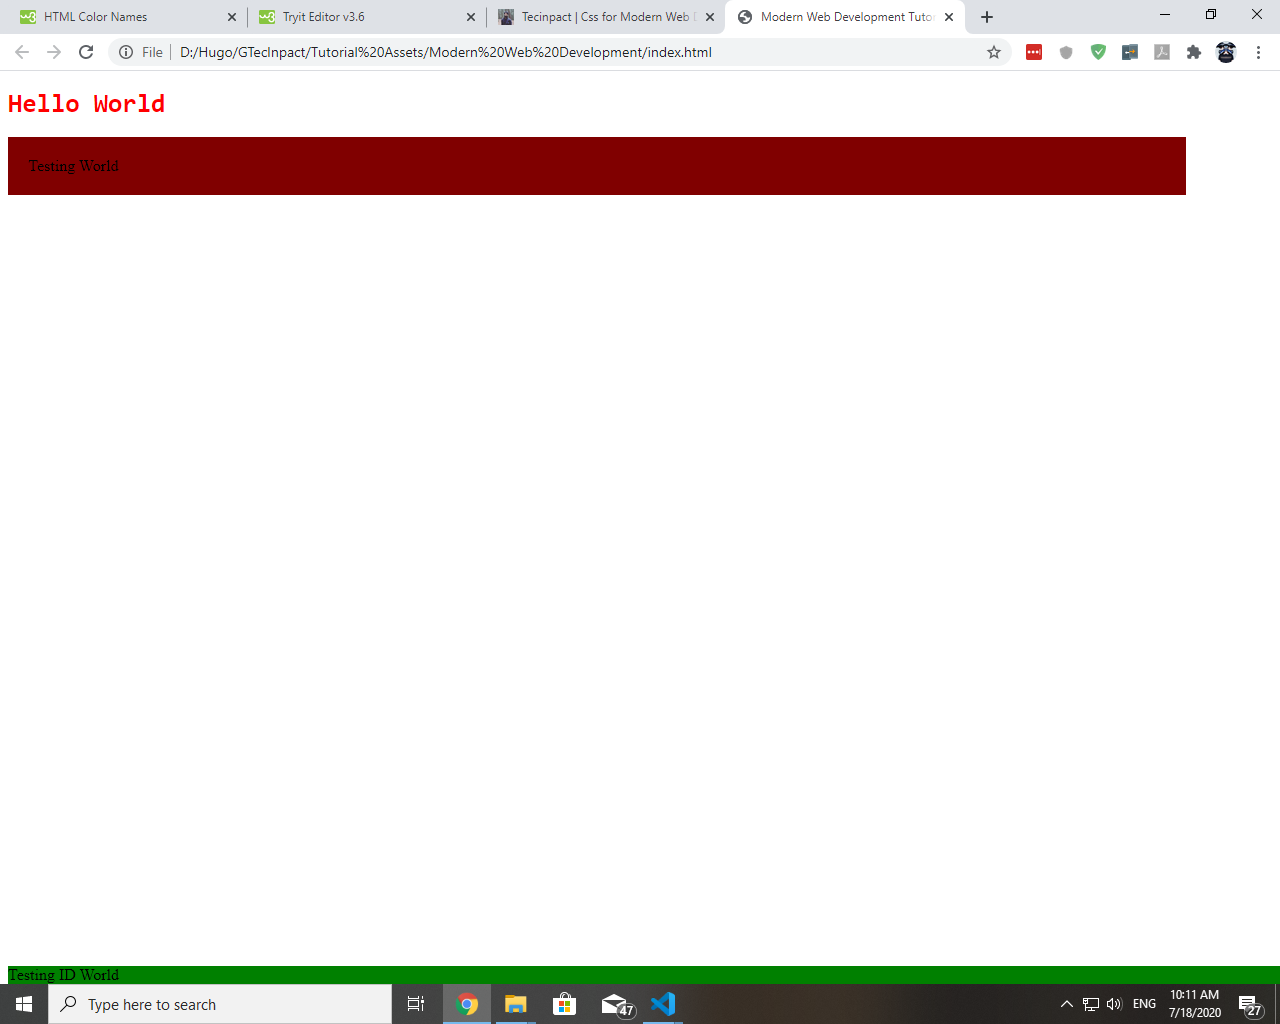 HTML Color Names
Tryit Editor v3.6
Tecinpact | Css for Modern Web
Modern Web Development Tutor
File
D:/Hugo/GTecInpact/Tutorial%20Assets/Modern%20Web%20Development/index.html
Hello World
Testing World
Testing ID World
Type here to search
47
ENG
10:11 AM
7/18/2020
27